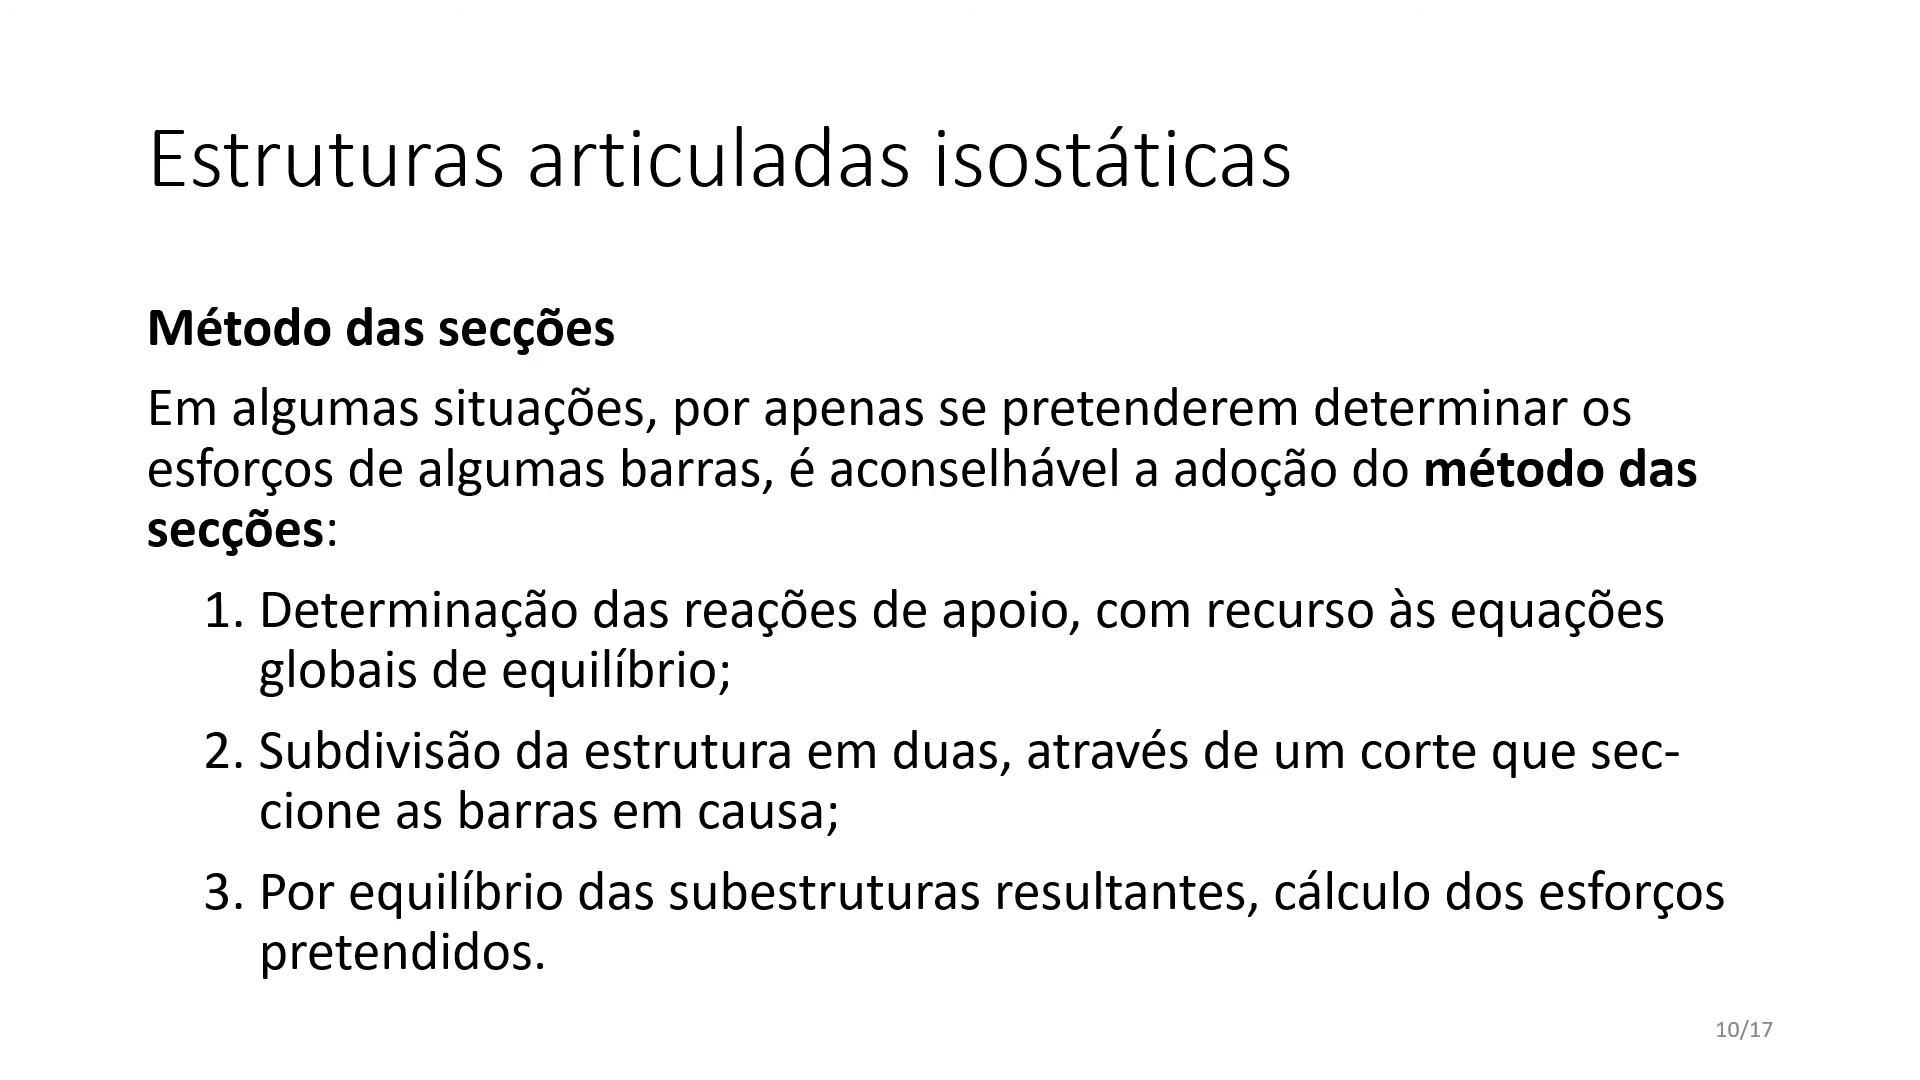 Estruturas articuladas isostáticas
Método das secções
Em algumas situações, por apenas se pretenderem determinar os
esforços de algumas barras, é aconselhável a adoção do método das
secções:
1. Determinação das reações de apoio, com recurso às equações
globais de equilíbrio;
2. Subdivisão da estrutura em duas, através de um corte que sec-
cione as barras em causa;
3. Por equilíbrio das subestruturas resultantes, cálculo dos esforços
pretendidos.
10/17